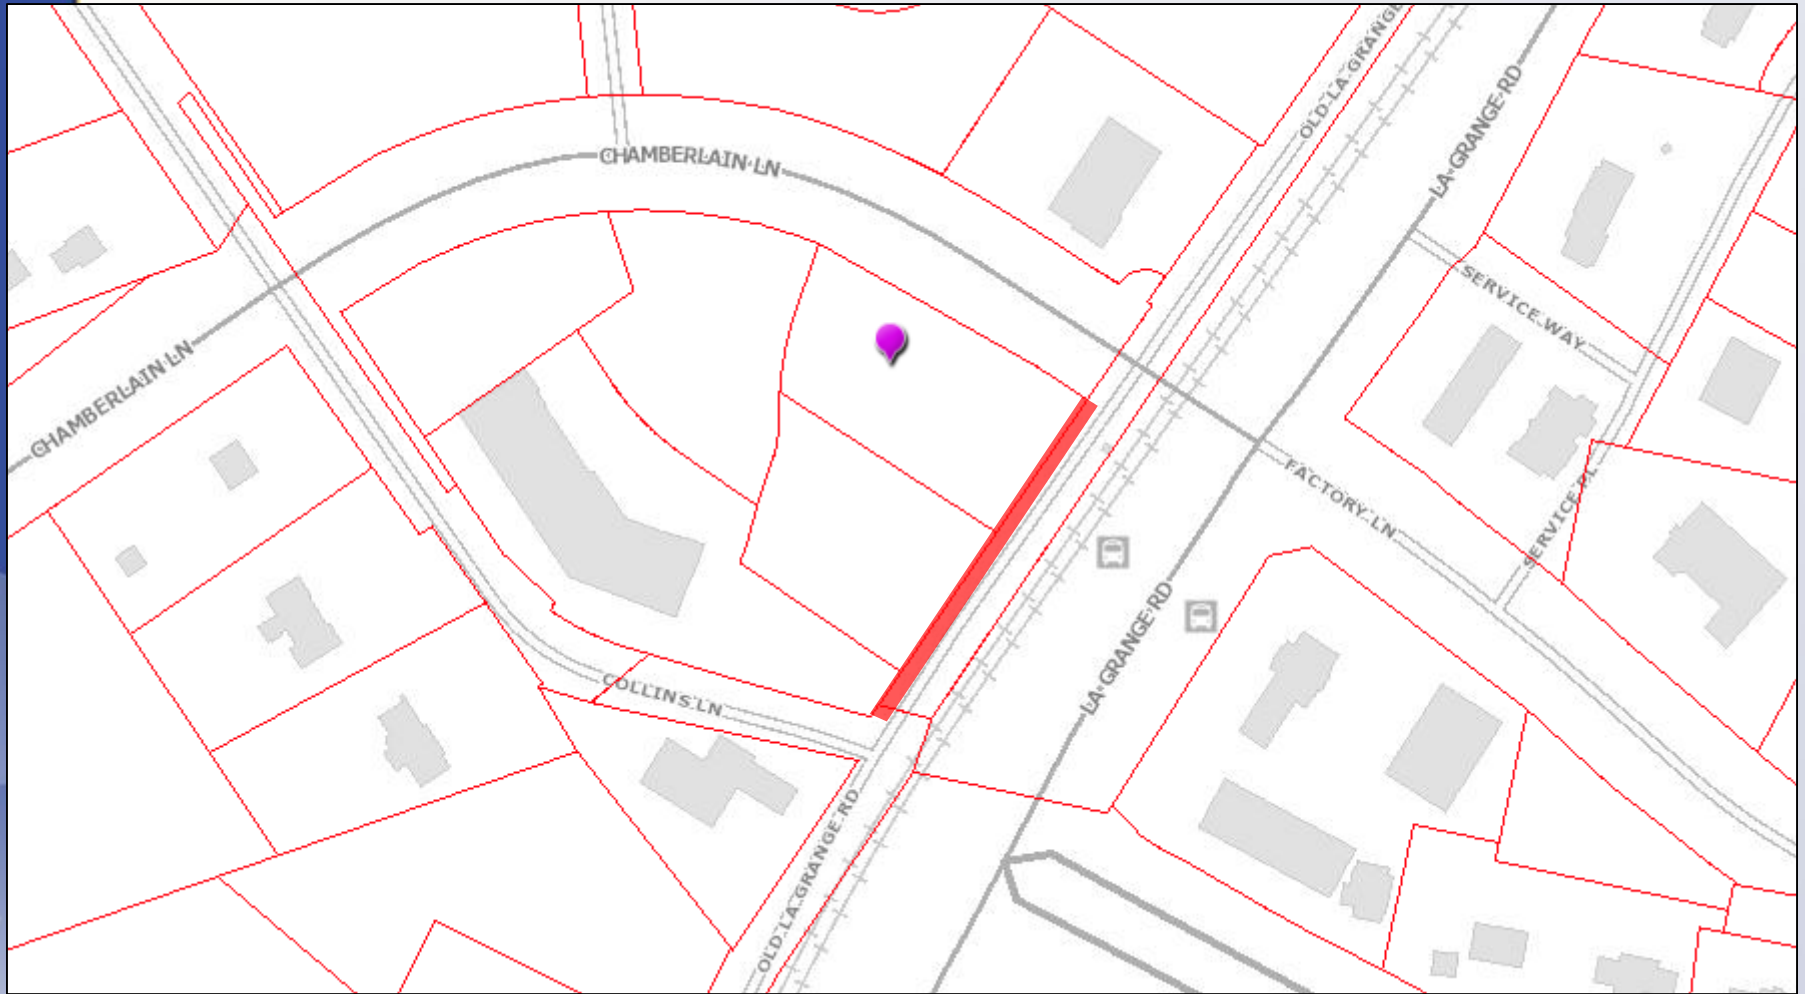 OLD LA GRANGE
LA GRANGE RD
CHAMBERLAIN LN
SERVICE WAY
CHAMBERLAIN LN
FACTORY LN
SERVICE PL
LA GRANGE RD
COLLINS LN
OLD LA GRANGE RD